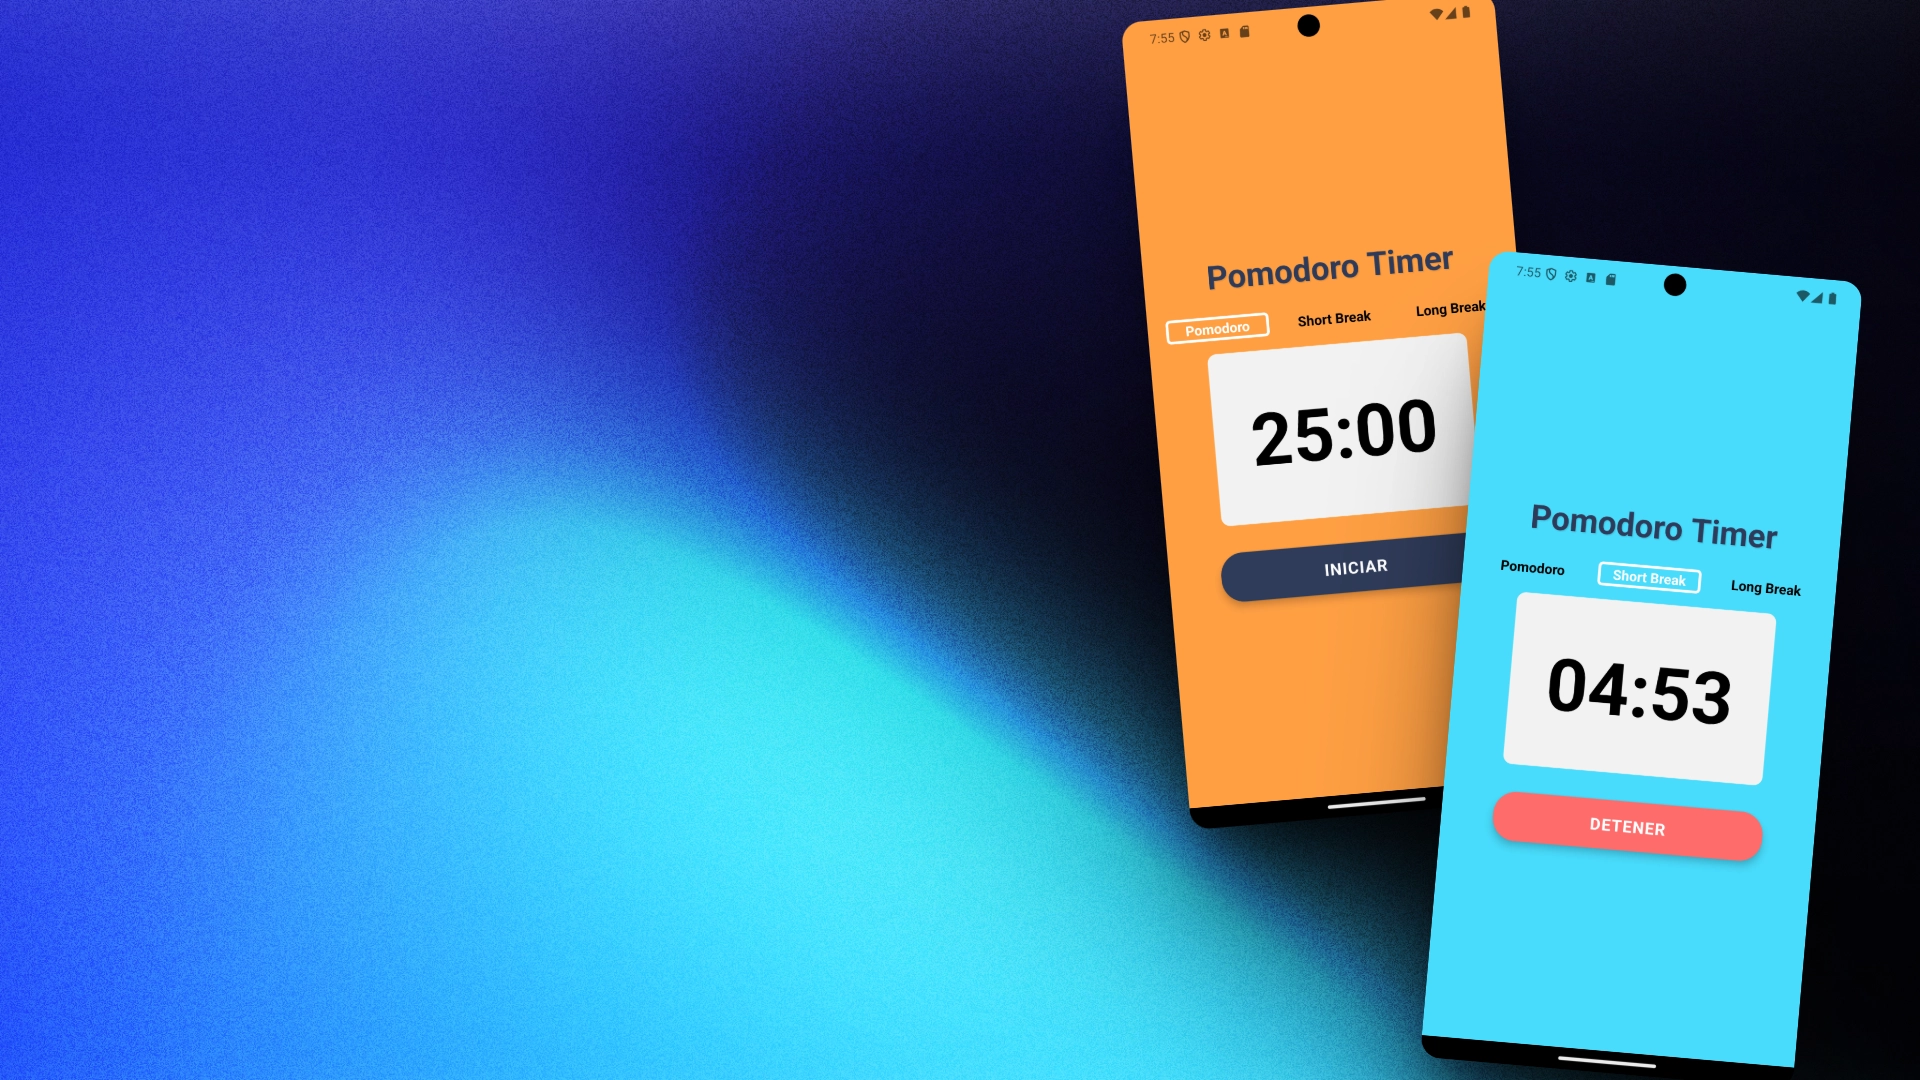 7:55
Pomodoro Timer
Pomodoro Short Break Long Break
25:00
INICIAR
7:55
Pomodoro Timer
Pomodoro Short Break Long Break
04:53
DETENER